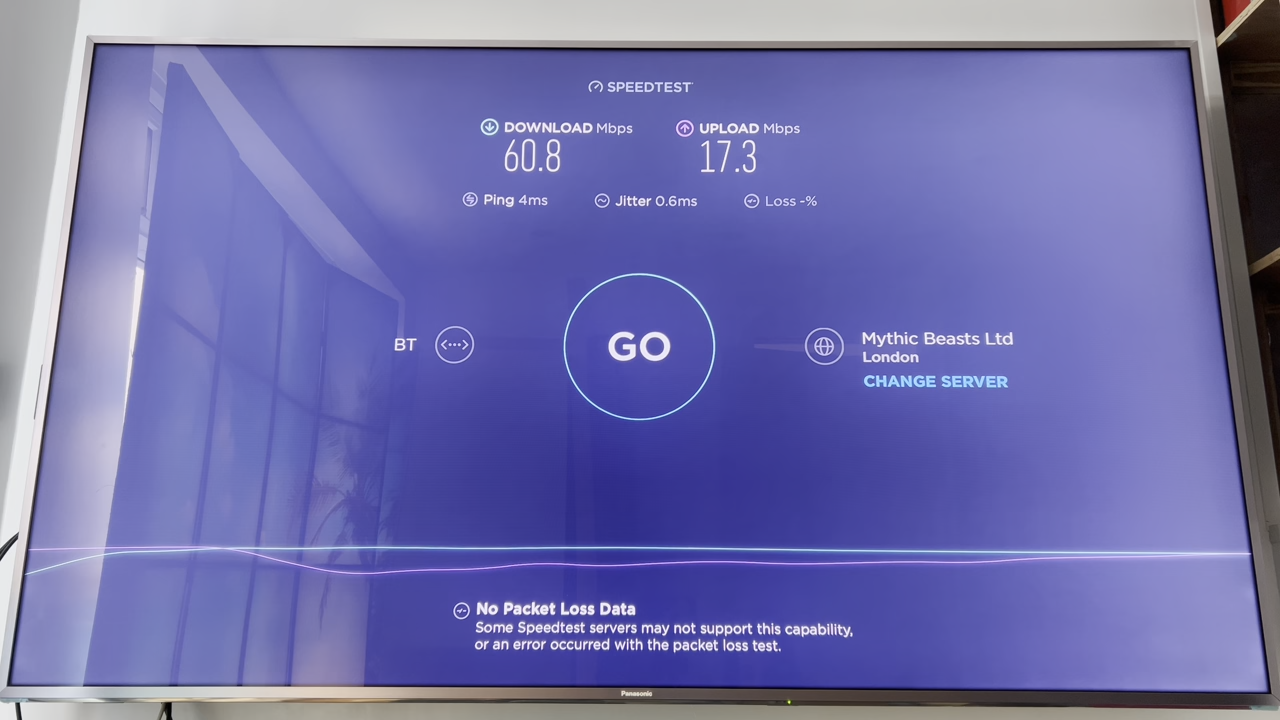 SPEEDTEST
DOWNLOAD Mbps UPLOAD Mbps
60.8 17.3
Ping 4ms Jitter 0.6ms Loss -%
BT GO Mythic Beasts Ltd
London
CHANGE SERVER
No Packet Loss Data
Some Speedtest servers may not support this capability,
or an error occurred with the packet loss test.
Panasonic